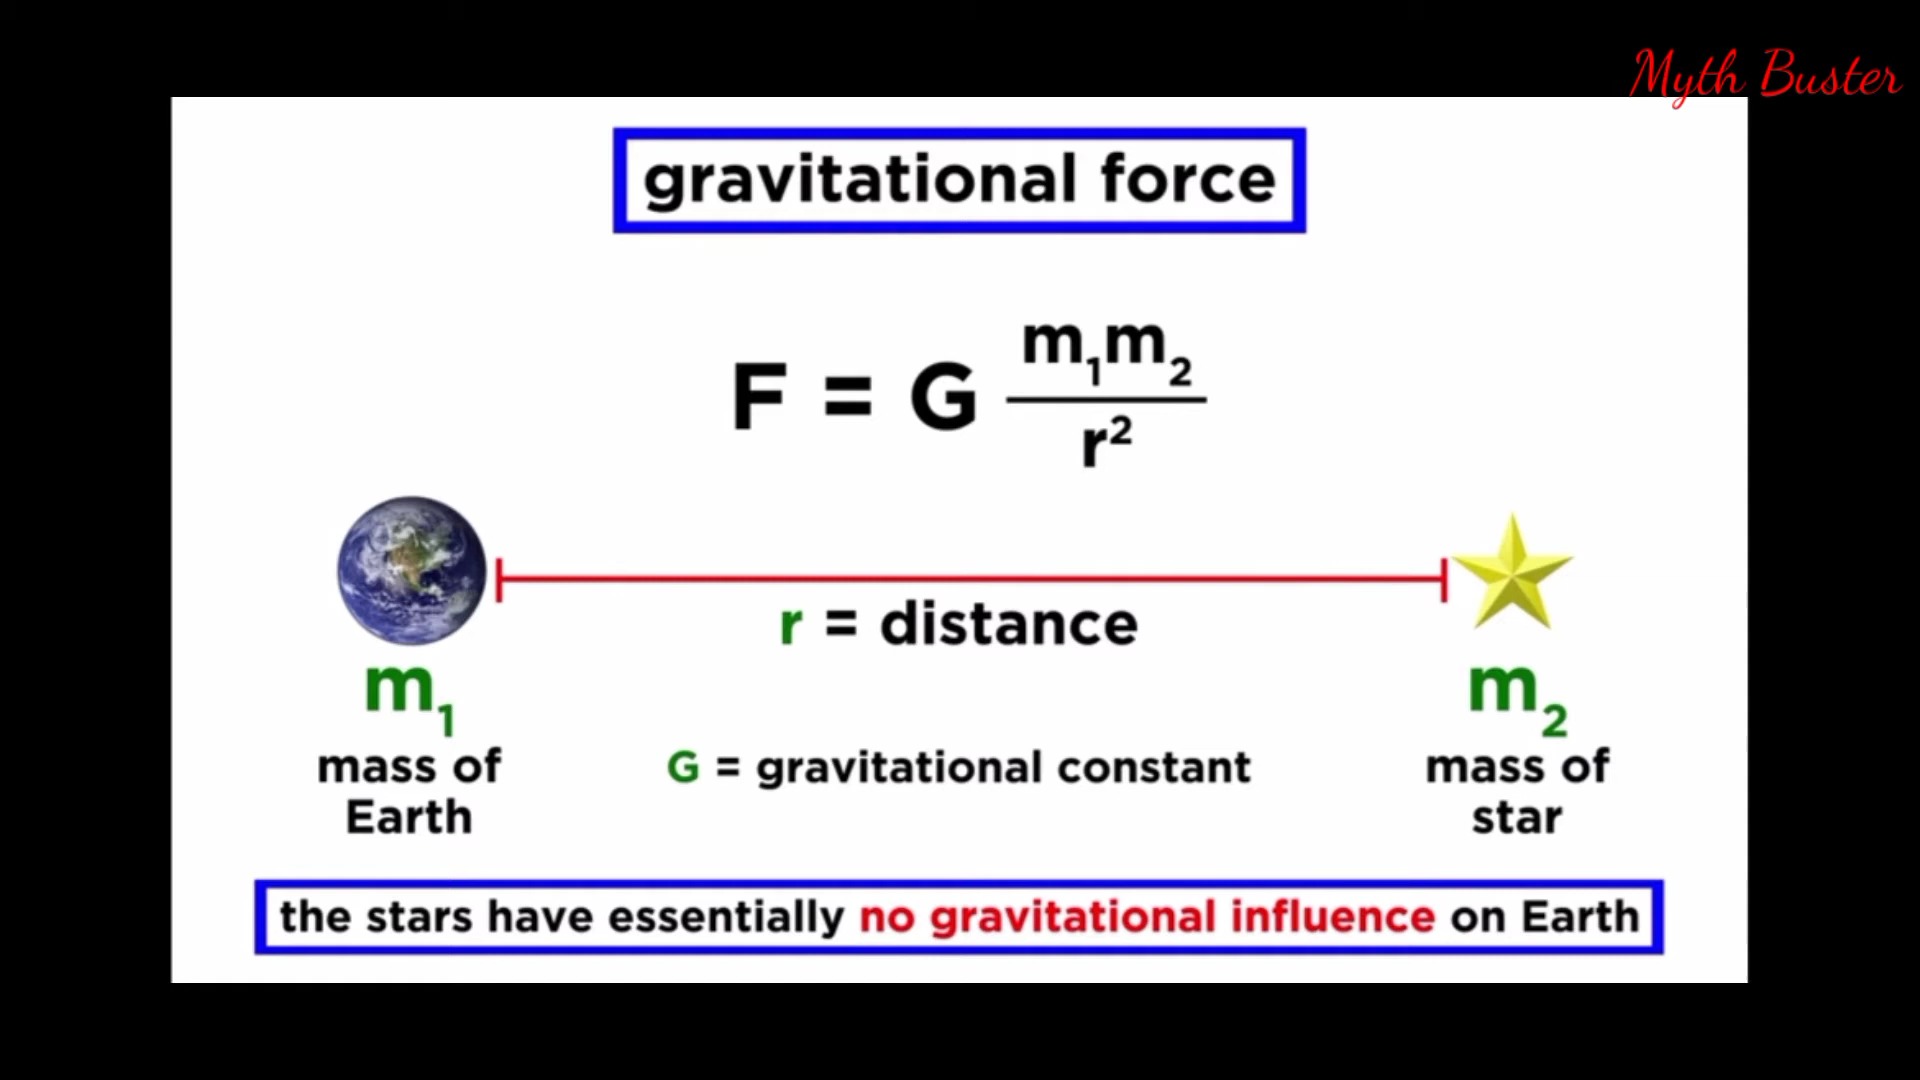 Myth Buster
gravitational force
F = G m₁m₂ / r²
r = distance
m₁
m₂
mass of
Earth
G = gravitational constant
mass of
star
the stars have essentially no gravitational influence on Earth